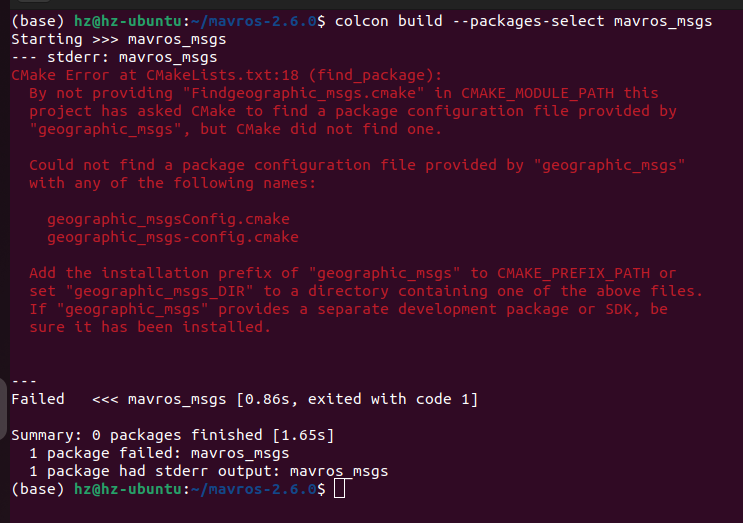 (base) hz@hz-ubuntu:~/mavros-2.6.0$ colcon build --packages-select mavros_msgs
Starting >>> mavros_msgs
--- stderr: mavros_msgs
CMake Error at CMakeLists.txt:18 (find_package):
  By not providing "Findgeographic_msgs.cmake" in CMAKE_MODULE_PATH this
  project has asked CMake to find a package configuration file provided by
  "geographic_msgs", but CMake did not find one.

  Could not find a package configuration file provided by "geographic_msgs"
  with any of the following names:

    geographic_msgsConfig.cmake
    geographic_msgs-config.cmake

  Add the installation prefix of "geographic_msgs" to CMAKE_PREFIX_PATH or
  set "geographic_msgs_DIR" to a directory containing one of the above files.
  If "geographic_msgs" provides a separate development package or SDK, be
  sure it has been installed.

---
Failed   <<< mavros_msgs [0.86s, exited with code 1]

Summary: 0 packages finished [1.65s]
  1 package failed: mavros_msgs
  1 package had stderr output: mavros_msgs
(base) hz@hz-ubuntu:~/mavros-2.6.0$